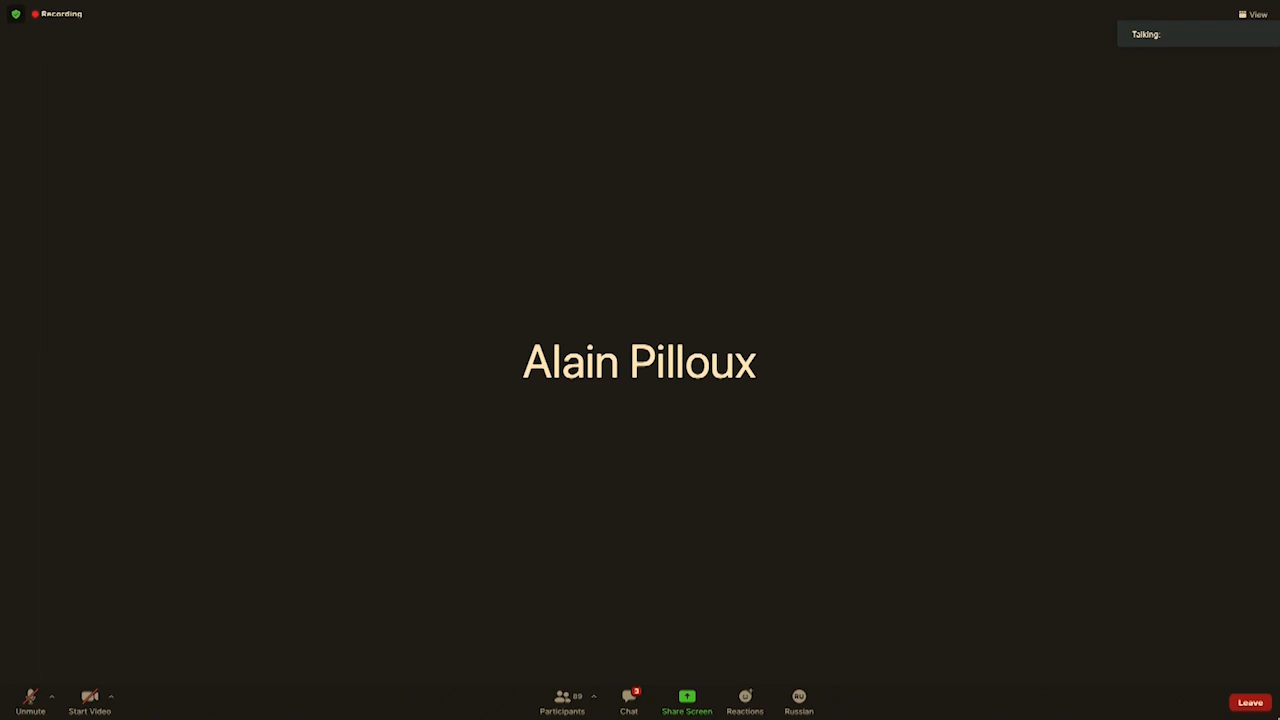 Recording
View
Talking:
Alain Pilloux
Unmute
Start Video
89
Participants
3
Chat
Share Screen
Reactions
RU
Russian
Leave